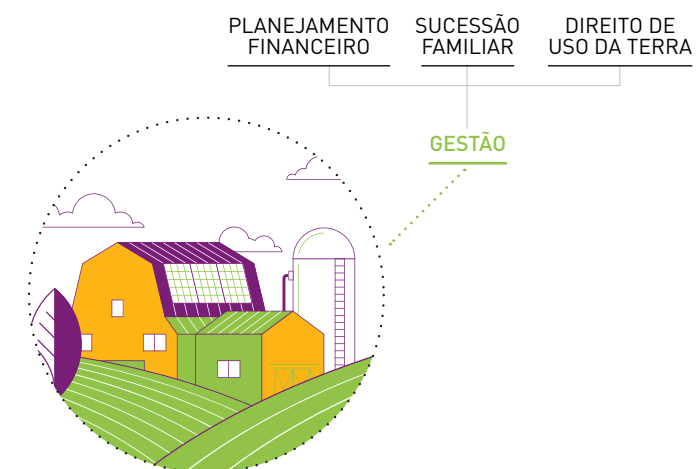 PLANEJAMENTO
FINANCEIRO
SUCESSÃO
FAMILIAR
DIREITO DE
USO DA TERRA
GESTÃO